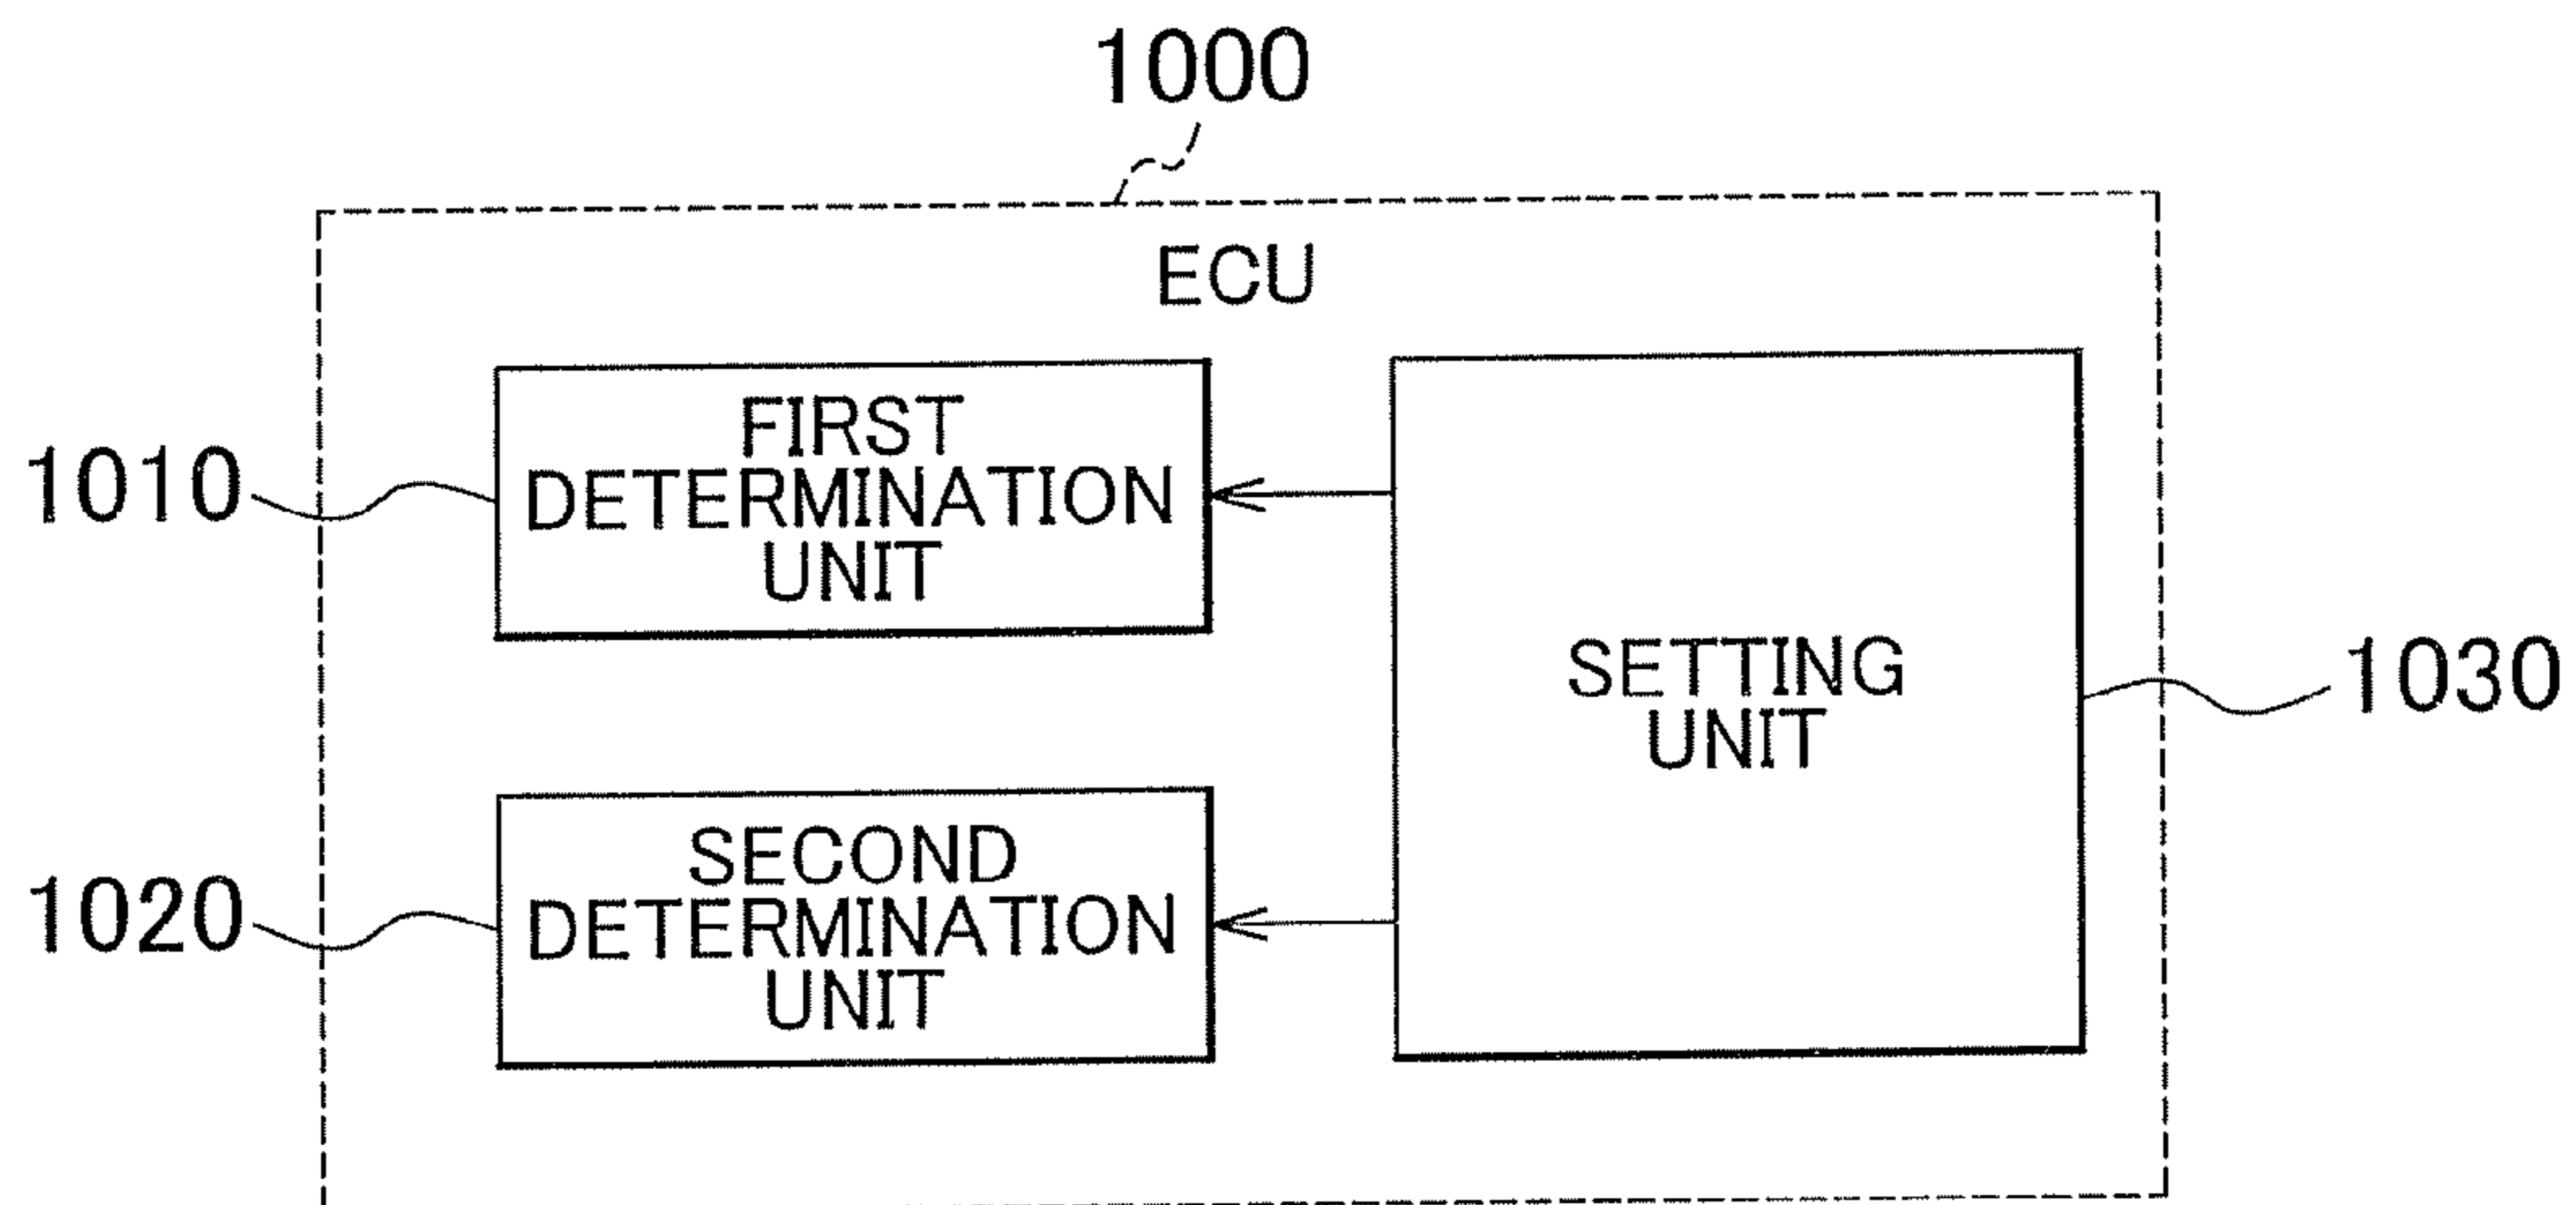 1000
ECU
1010
FIRST
DETERMINATION
UNIT
SETTING
UNIT
1030
1020
SECOND
DETERMINATION
UNIT